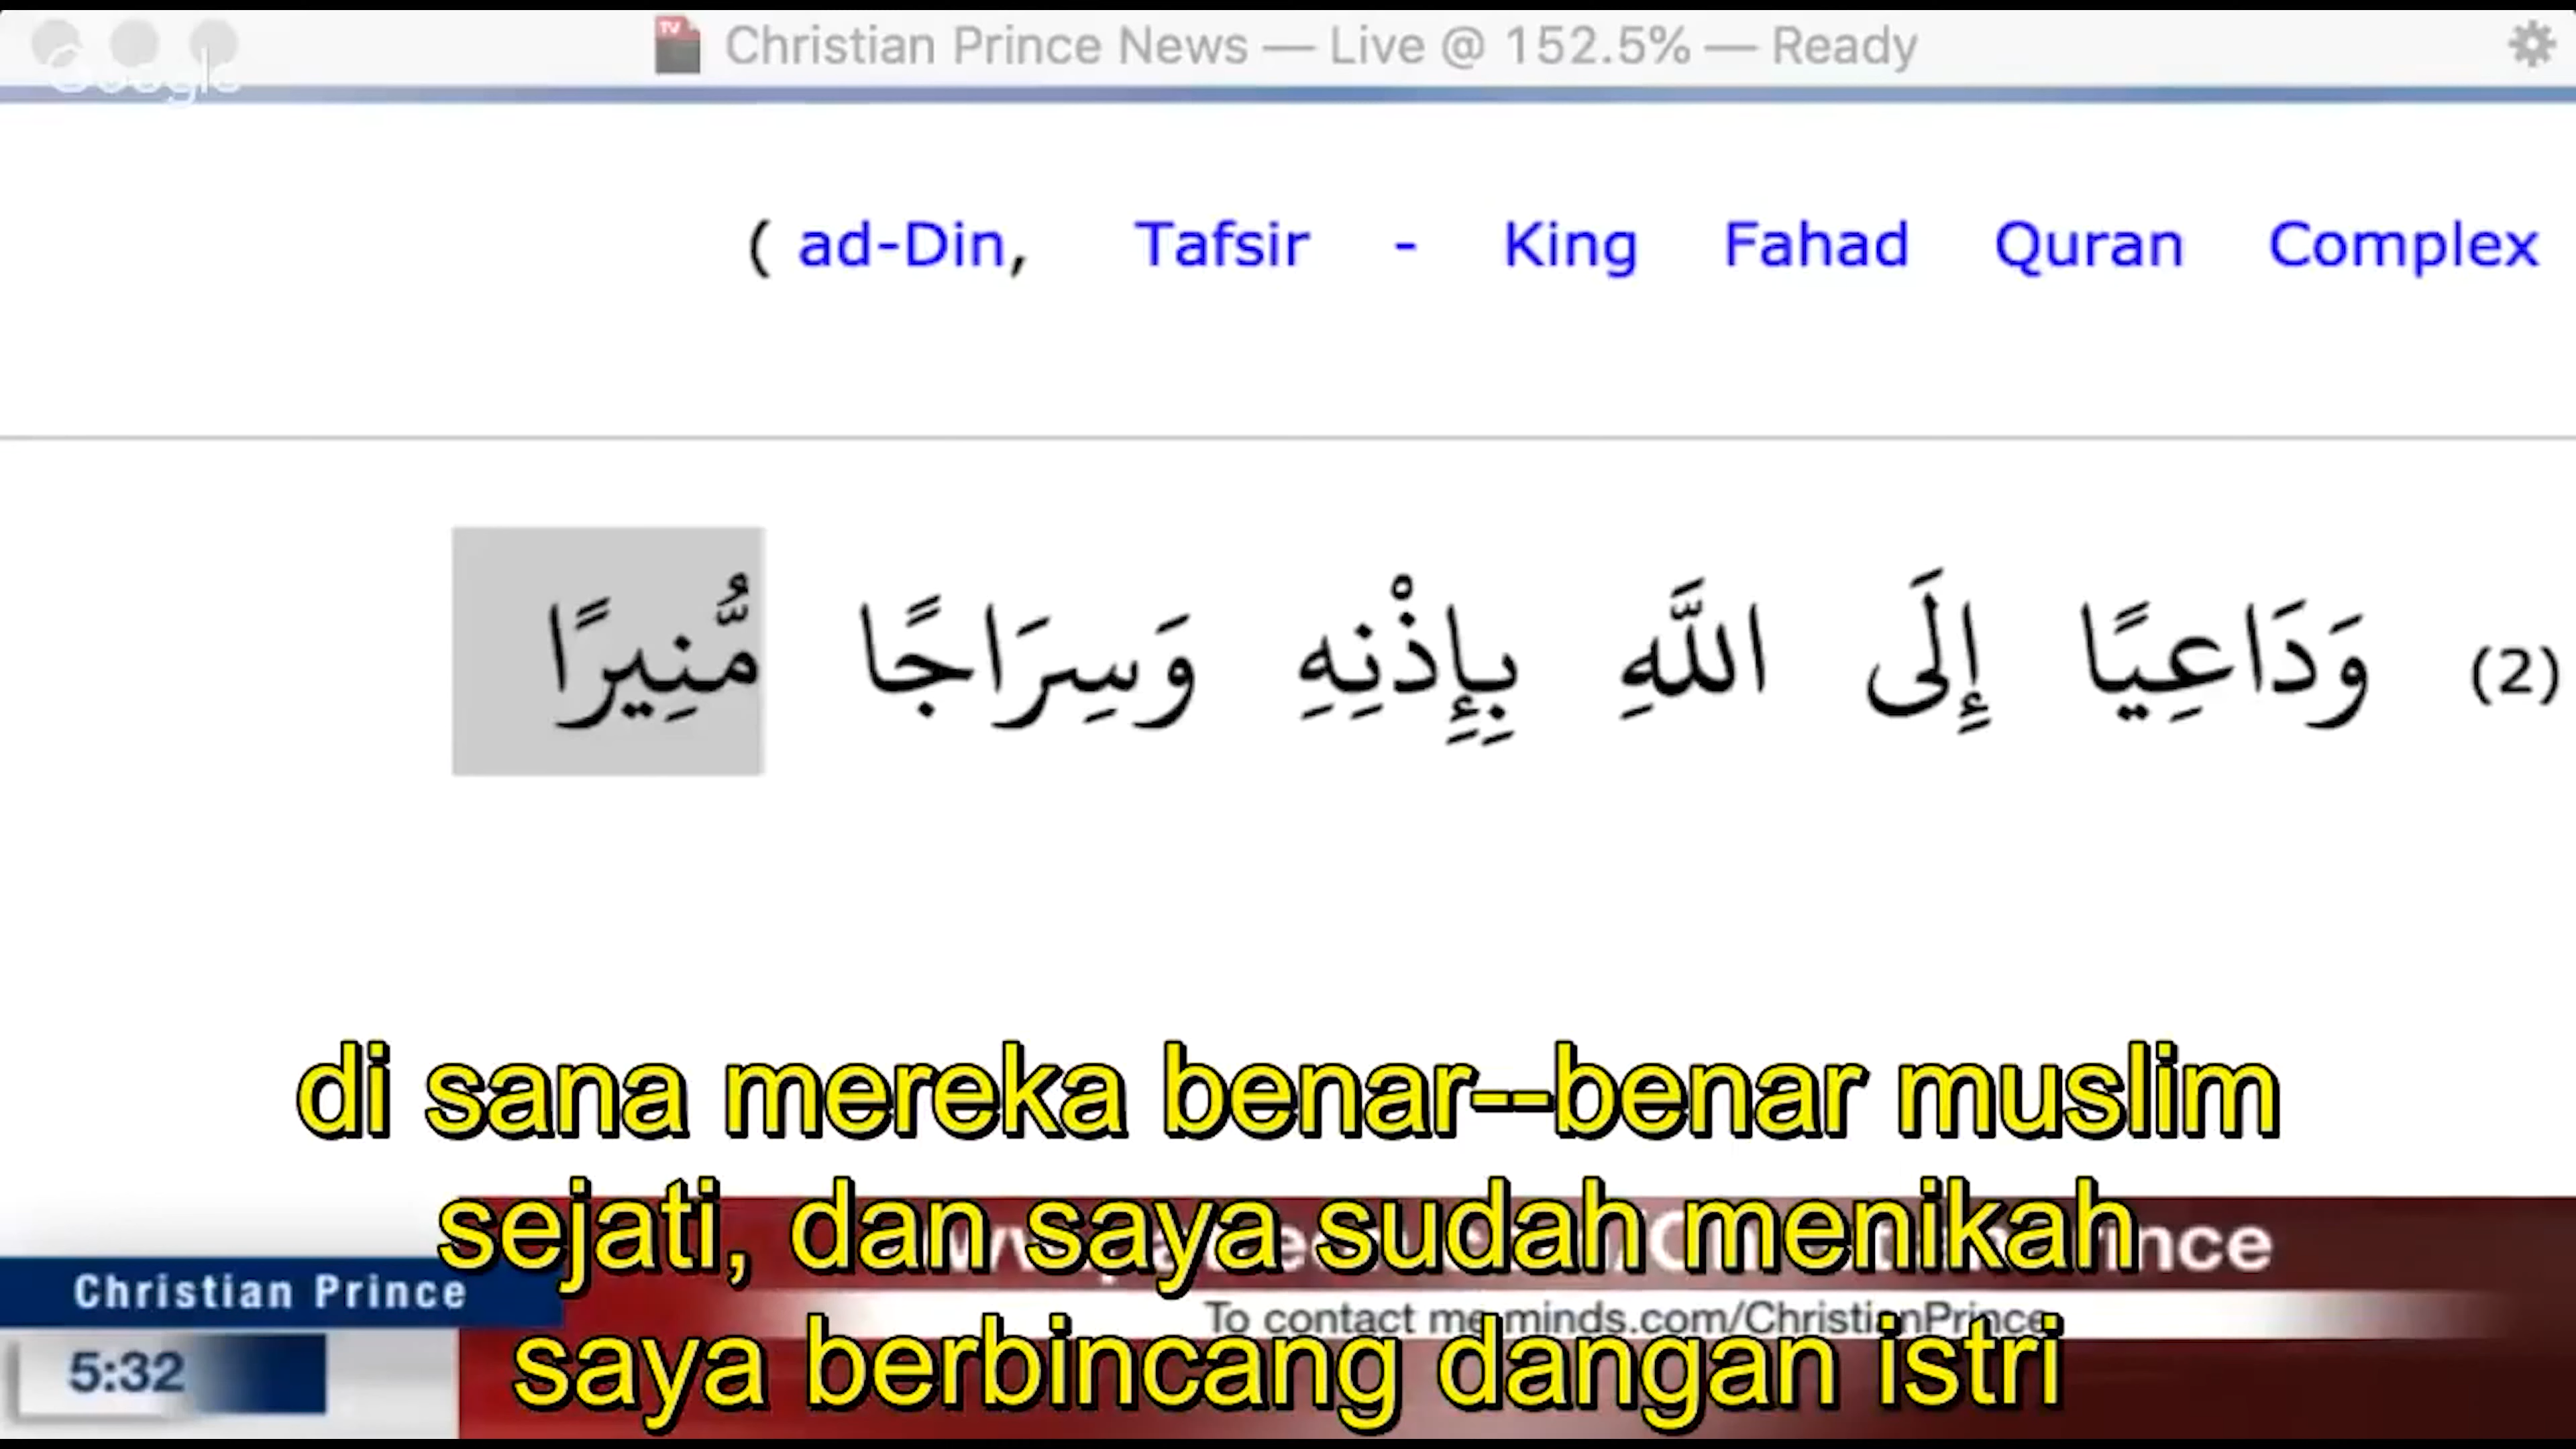 Christian Prince News — Live @ 152.5% — Ready
Google
( ad-Din, Tafsir - King Fahad Quran Complex
(2) وَدَاعِيًا إِلَى اللَّهِ بِإِذْنِهِ وَسِرَاجًا مُّنِيرًا
di sana mereka benar--benar muslim
sejati, dan saya sudah menikah
saya berbincang dangan istri
Christian Prince
To contact me minds.com/ChristianPrince
5:32